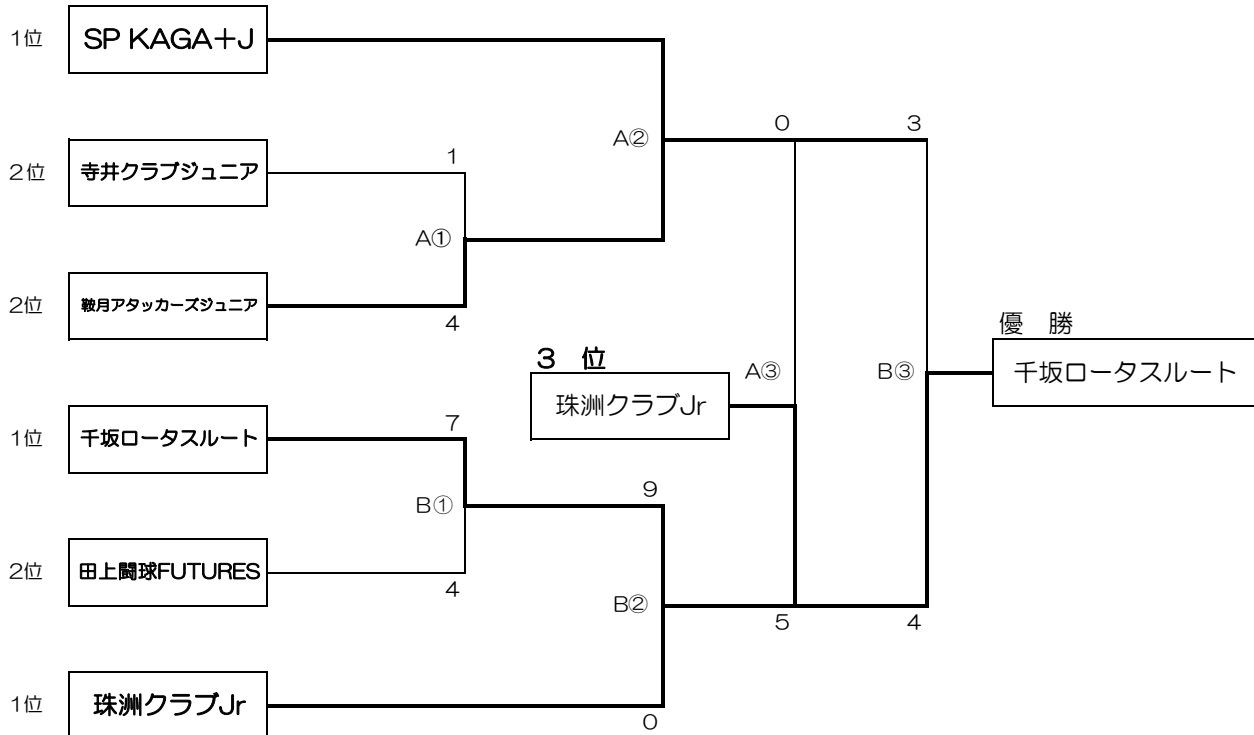 1位
SP KAGA＋J
0
3
A②
2位
寺井クラブジュニア
1
A①
2位
鞍月アタッカーズジュニア
4
優　勝
千坂ロータスルート
3　位
珠洲クラブJr
A③
B③
1位
千坂ロータスルート
7
9
B①
2位
田上闘球FUTURES
4
B②
5
4
1位
珠洲クラブJr
0